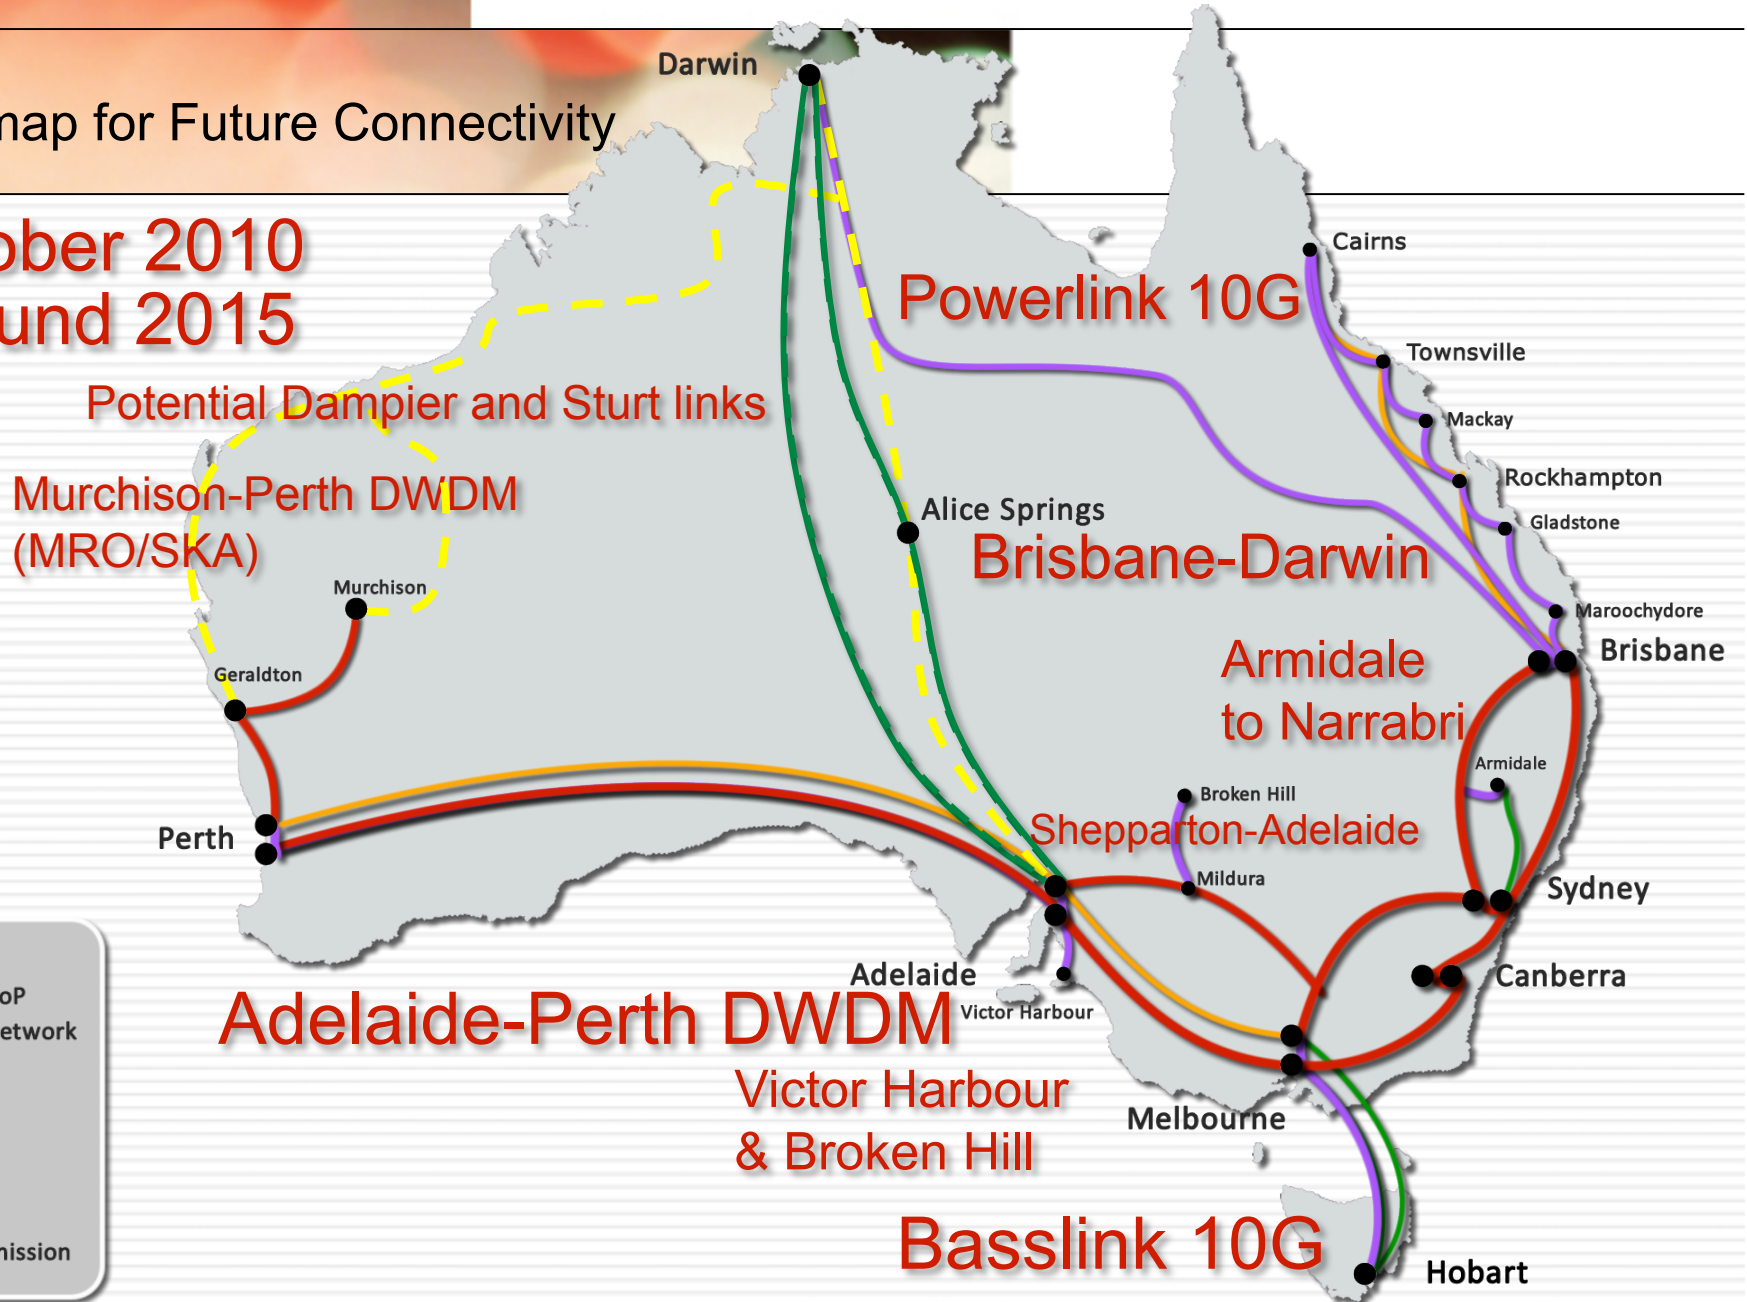 Darwin
map for Future Connectivity
ober 2010
und 2015
Cairns
Powerlink 10G
Townsville
Potential Dampier and Sturt links
Mackay
Murchison-Perth DWDM
(MRO/SKA)
Rockhampton
Alice Springs
Gladstone
Brisbane-Darwin
Murchison
Maroochydore
Brisbane
Armidale
to Narrabri
Geraldton
Armidale
Broken Hill
Perth
Shepparton-Adelaide
Mildura
Sydney
Adelaide
Canberra
oP
etwork
Adelaide-Perth DWDM
Victor Harbour
Victor Harbour
& Broken Hill
Melbourne
Basslink 10G
mission
Hobart